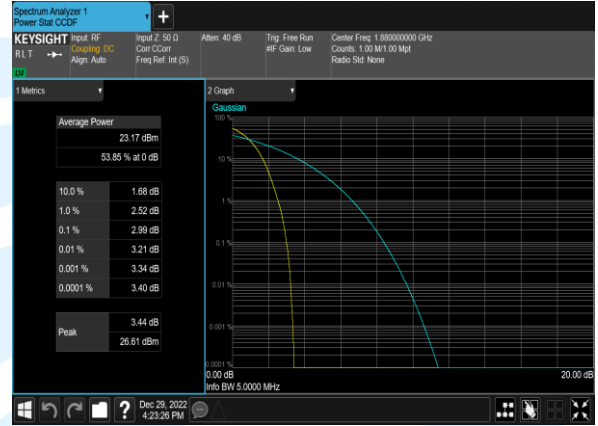 Spectrum Analyzer 1
Power Stat CCDF
KEYSIGHT
RLT
Input: RF
Coupling: DC
Align: Auto
Input Z: 50 Ω
Corr CCorr
Freq Ref: Int (S)
Atten: 40 dB
Trig: Free Run
#IF Gain: Low
Center Freq: 1.880000000 GHz
Counts: 1.00 M/1.00 Mpt
Radio Std: None
1 Metrics
Average Power
23.17 dBm
53.85 % at 0 dB
10.0 % 1.68 dB
1.0 % 2.52 dB
0.1 % 2.99 dB
0.01 % 3.21 dB
0.001 % 3.34 dB
0.0001 % 3.40 dB
Peak
3.44 dB
26.61 dBm
2 Graph
Gaussian
100 %
10 %
1 %
0.1 %
0.01 %
0.001 %
0.0001 %
0.00 dB
20.00 dB
Info BW 5.0000 MHz
Dec 29, 2022
4:23:26 PM